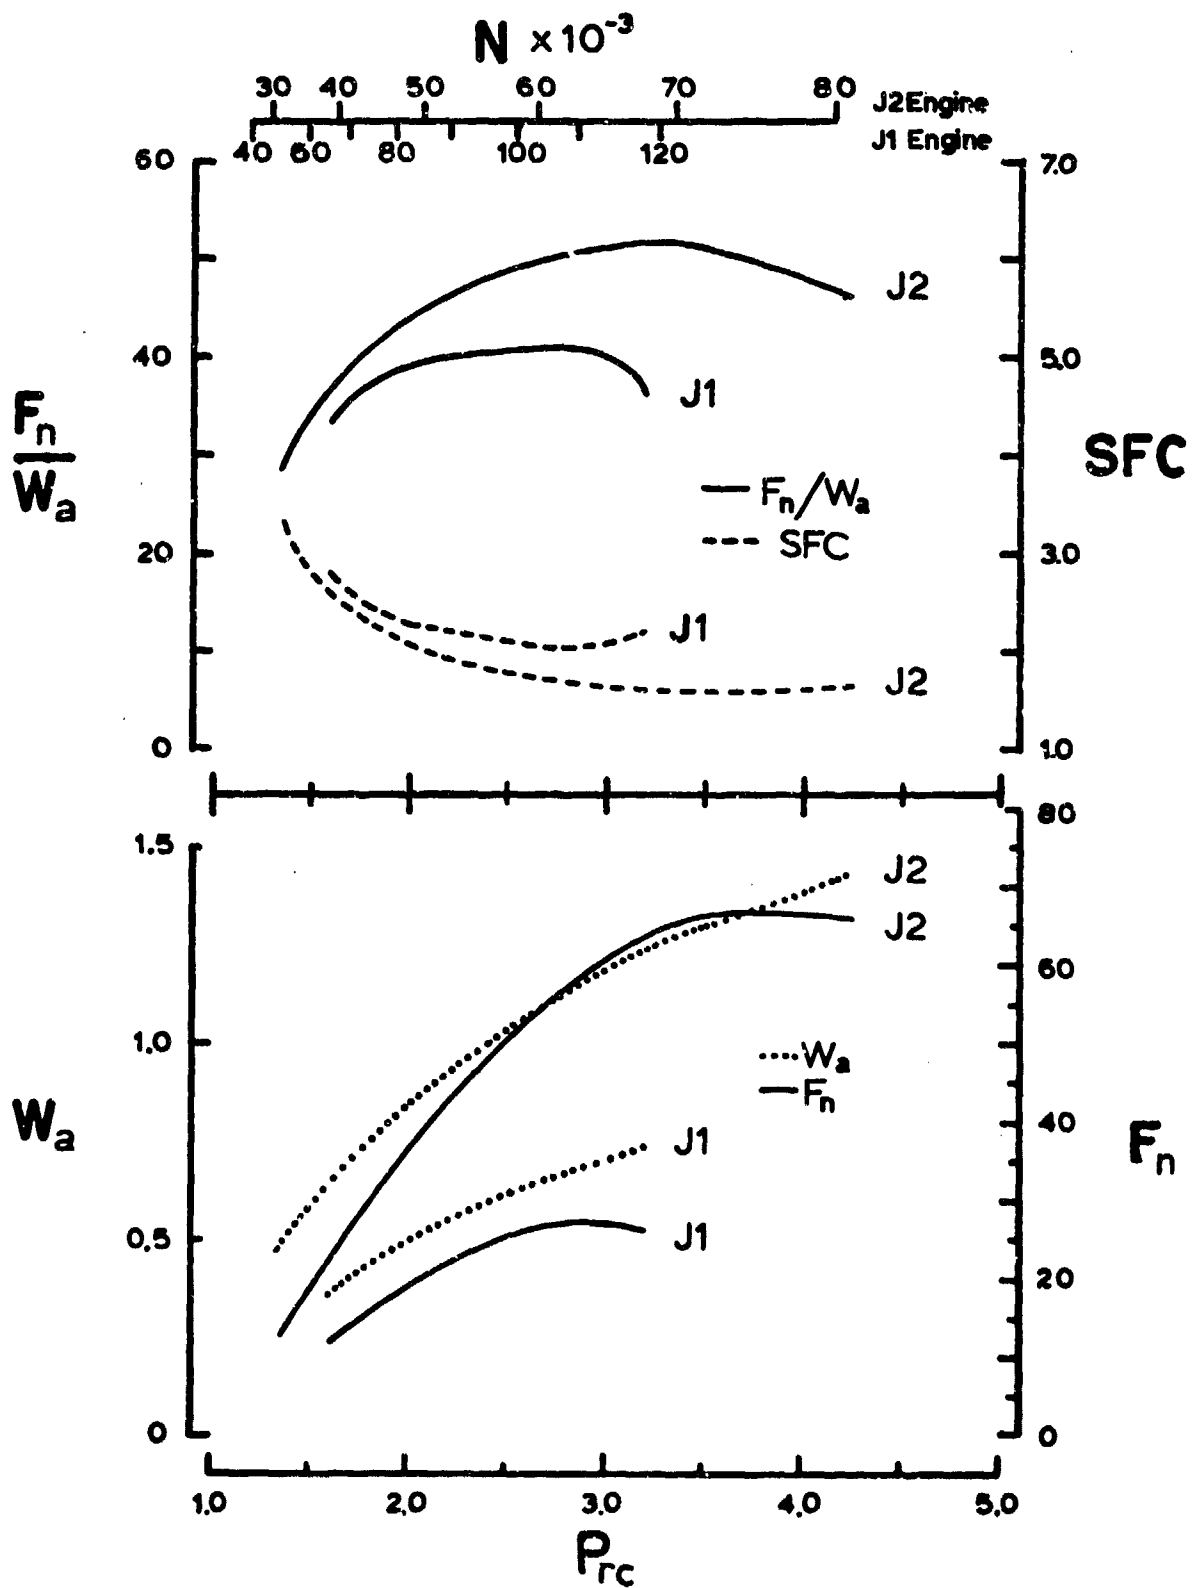 N x10⁻³
30 40 50 60 70 80 J2 Engine
40 60 80 100 120 J1 Engine
60 7.0
J2
40 5.0
J1
Fn/Wa SFC
Fn/Wa
20 SFC 3.0
J1
J2
0 1.0
80
1.5
J2
J2
60
1.0
Wa
Fn
Wa 40 Fn
J1
0.5 J1
20
0 0
1.0 2.0 3.0 4.0 5.0
Prc